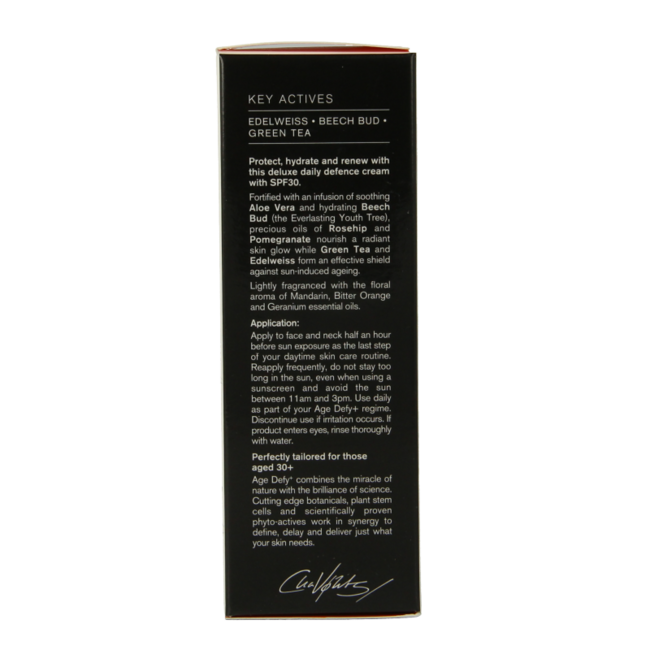 KEY ACTIVES
EDELWEISS • BEECH BUD •
GREEN TEA
Protect, hydrate and renew with
this deluxe daily defence cream
with SPF30.
Fortified with an infusion of soothing
Aloe Vera and hydrating Beech
Bud (the Everlasting Youth Tree),
precious oils of Rosehip and
Pomegranate nourish a radiant
skin glow while Green Tea and
Edelweiss form an effective shield
against sun-induced ageing.
Lightly fragranced with the floral
aroma of Mandarin, Bitter Orange
and Geranium essential oils.
Application:
Apply to face and neck half an hour
before sun exposure as the last step
of your daytime skin care routine.
Reapply frequently, do not stay too
long in the sun, even when using a
sunscreen and avoid the sun
between 11am and 3pm. Use daily
as part of your Age Defy+ regime.
Discontinue use if irritation occurs. If
product enters eyes, rinse thoroughly
with water.
Perfectly tailored for those
aged 30+
Age Defy+ combines the miracle of
nature with the brilliance of science.
Cutting edge botanicals, plant stem
cells and scientifically proven
phyto-actives work in synergy to
define, delay and deliver just what
your skin needs.